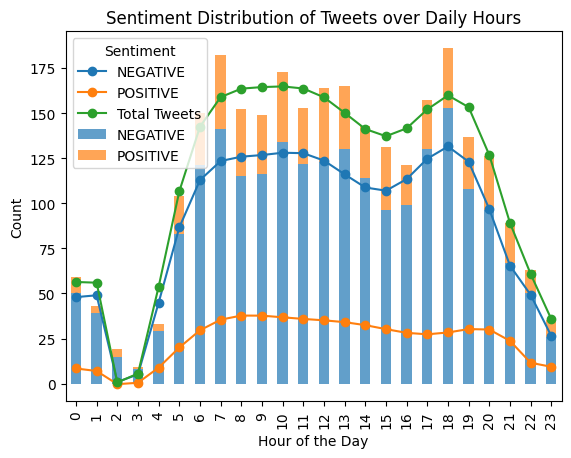 Sentiment Distribution of Tweets over Daily Hours
Sentiment
NEGATIVE
POSITIVE
Total Tweets
NEGATIVE
POSITIVE
Count
175
150
125
100
75
50
25
0
0 1 2 3 4 5 6 7 8 9 10 11 12 13 14 15 16 17 18 19 20 21 22 23
Hour of the Day